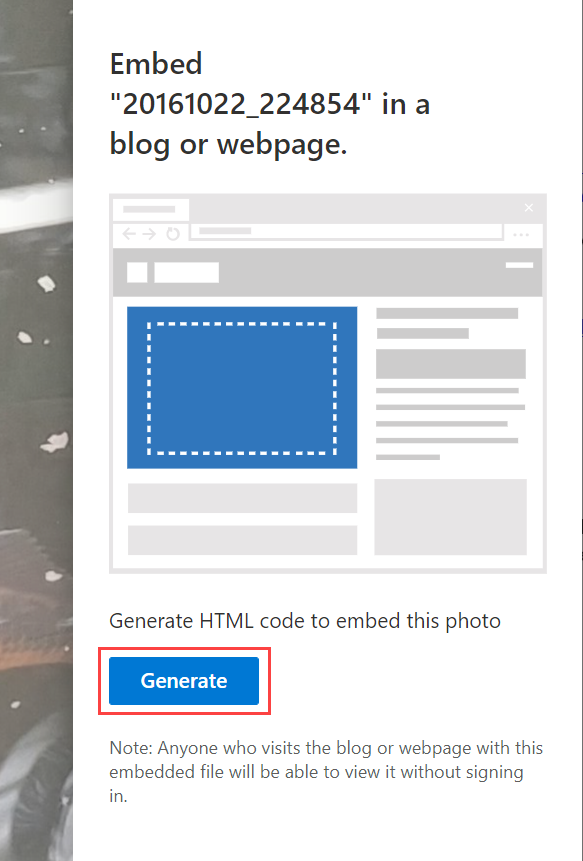 Embed
"20161022_224854" in a
blog or webpage.
Generate HTML code to embed this photo
Generate
Note: Anyone who visits the blog or webpage with this
embedded file will be able to view it without signing
in.